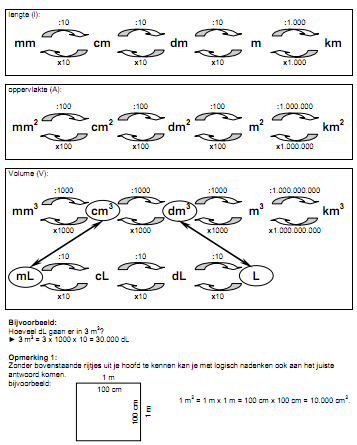 lengte (l):
:10 :10 :10 :1.000
mm cm dm m km
x10 x10 x10 x1.000
oppervlakte (A):
:100 :100 :100 :1.000.000
mm² cm² dm² m² km²
x100 x100 x100 x1.000.000
Volume (V):
:1000 :1000 :1000 :1.000.000.000
mm³ cm³ dm³ m³ km³
x1000 x1000 x1000 x1.000.000.000
:10 :10 :10
mL cL dL L
x10 x10 x10
Bijvoorbeeld:
Hoeveel dL gaan er in 3 m³?
► 3 m³ = 3 x 1000 x 10 = 30.000 dL
Opmerking 1:
Zonder bovenstaande rijtjes uit je hoofd te kennen kan je met logisch nadenken ook aan het juiste
antwoord komen.
bijvoorbeeld:
1 m
100 cm
100 cm
1 m
1 m² = 1 m x 1 m = 100 cm x 100 cm = 10.000 cm².